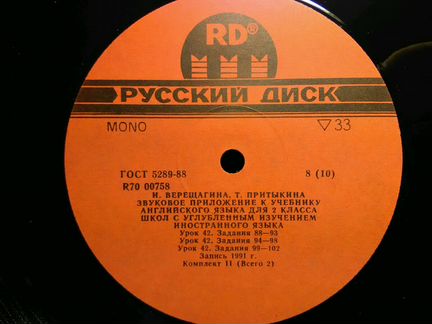 RD®
РУССКИЙ ДИСК
MONO ▽33
ГОСТ 5289-88 8 (10)
R70 00758
И. ВЕРЕЩАГИНА, Т. ПРИТЫКИНА
ЗВУКОВОЕ ПРИЛОЖЕНИЕ К УЧЕБНИКУ
АНГЛИЙСКОГО ЯЗЫКА ДЛЯ 2 КЛАССА
ШКОЛ С УГЛУБЛЕННЫМ ИЗУЧЕНИЕМ
ИНОСТРАННОГО ЯЗЫКА
Урок 42. Задания 88—93
Урок 42. Задания 94—98
Урок 42. Задания 99—102
Запись 1991 г.
Комплект 11 (Всего 2)